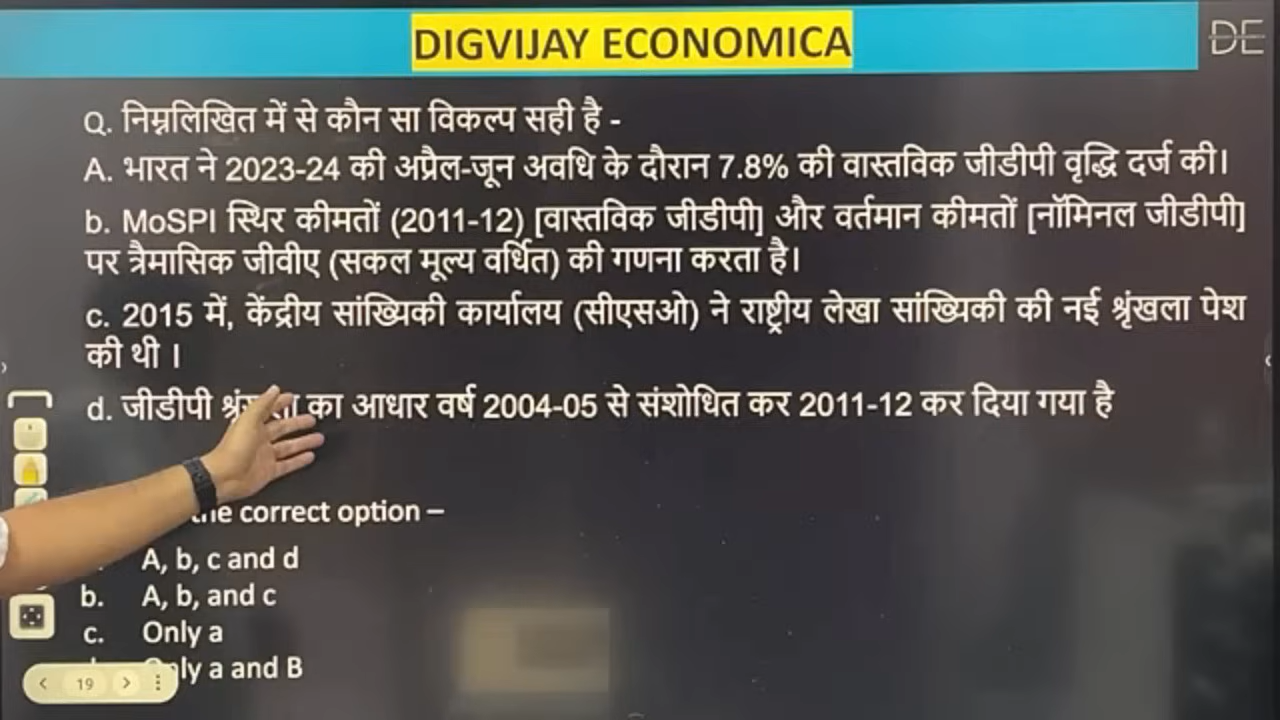 DIGVIJAY ECONOMICA
DE
Q. निम्नलिखित में से कौन सा विकल्प सही है -
A. भारत ने 2023-24 की अप्रैल-जून अवधि के दौरान 7.8% की वास्तविक जीडीपी वृद्धि दर्ज की।
b. MoSPI स्थिर कीमतों (2011-12) [वास्तविक जीडीपी] और वर्तमान कीमतों [नॉमिनल जीडीपी]
पर त्रैमासिक जीवीए (सकल मूल्य वर्धित) की गणना करता है।
c. 2015 में, केंद्रीय सांख्यिकी कार्यालय (सीएसओ) ने राष्ट्रीय लेखा सांख्यिकी की नई श्रृंखला पेश
की थी ।
d. जीडीपी का आधार वर्ष 2004-05 से संशोधित कर 2011-12 कर दिया गया है
the correct option –
A, b, c and d
b. A, b, and c
c. Only a
Only a and B
< 19 >